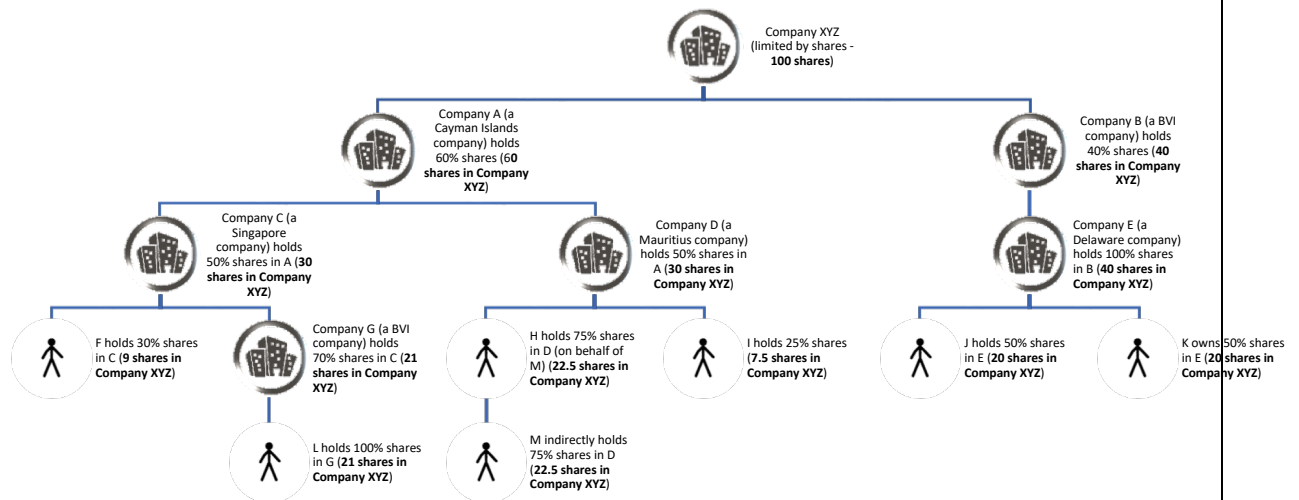 Company XYZ
(limited by shares -
100 shares)
Company A (a
Cayman Islands
company) holds
60% shares (60
shares in Company
XYZ)
Company B (a BVI
company) holds
40% shares (40
shares in Company
XYZ)
Company C (a
Singapore
company) holds
50% shares in A (30
shares in Company
XYZ)
Company D (a
Mauritius company)
holds 50% shares in
A (30 shares in
Company XYZ)
Company E (a
Delaware company)
holds 100% shares
in B (40 shares in
Company XYZ)
F holds 30% shares
in C (9 shares in
Company XYZ)
Company G (a BVI
company) holds
70% shares in C (21
shares in Company
XYZ)
H holds 75% shares
in D (on behalf of
M) (22.5 shares in
Company XYZ)
I holds 25% shares
(7.5 shares in
Company XYZ)
J holds 50% shares
in E (20 shares in
Company XYZ)
K owns 50% shares
in E (20 shares in
Company XYZ)
L holds 100% shares
in G (21 shares in
Company XYZ)
M indirectly holds
75% shares in D
(22.5 shares in
Company XYZ)